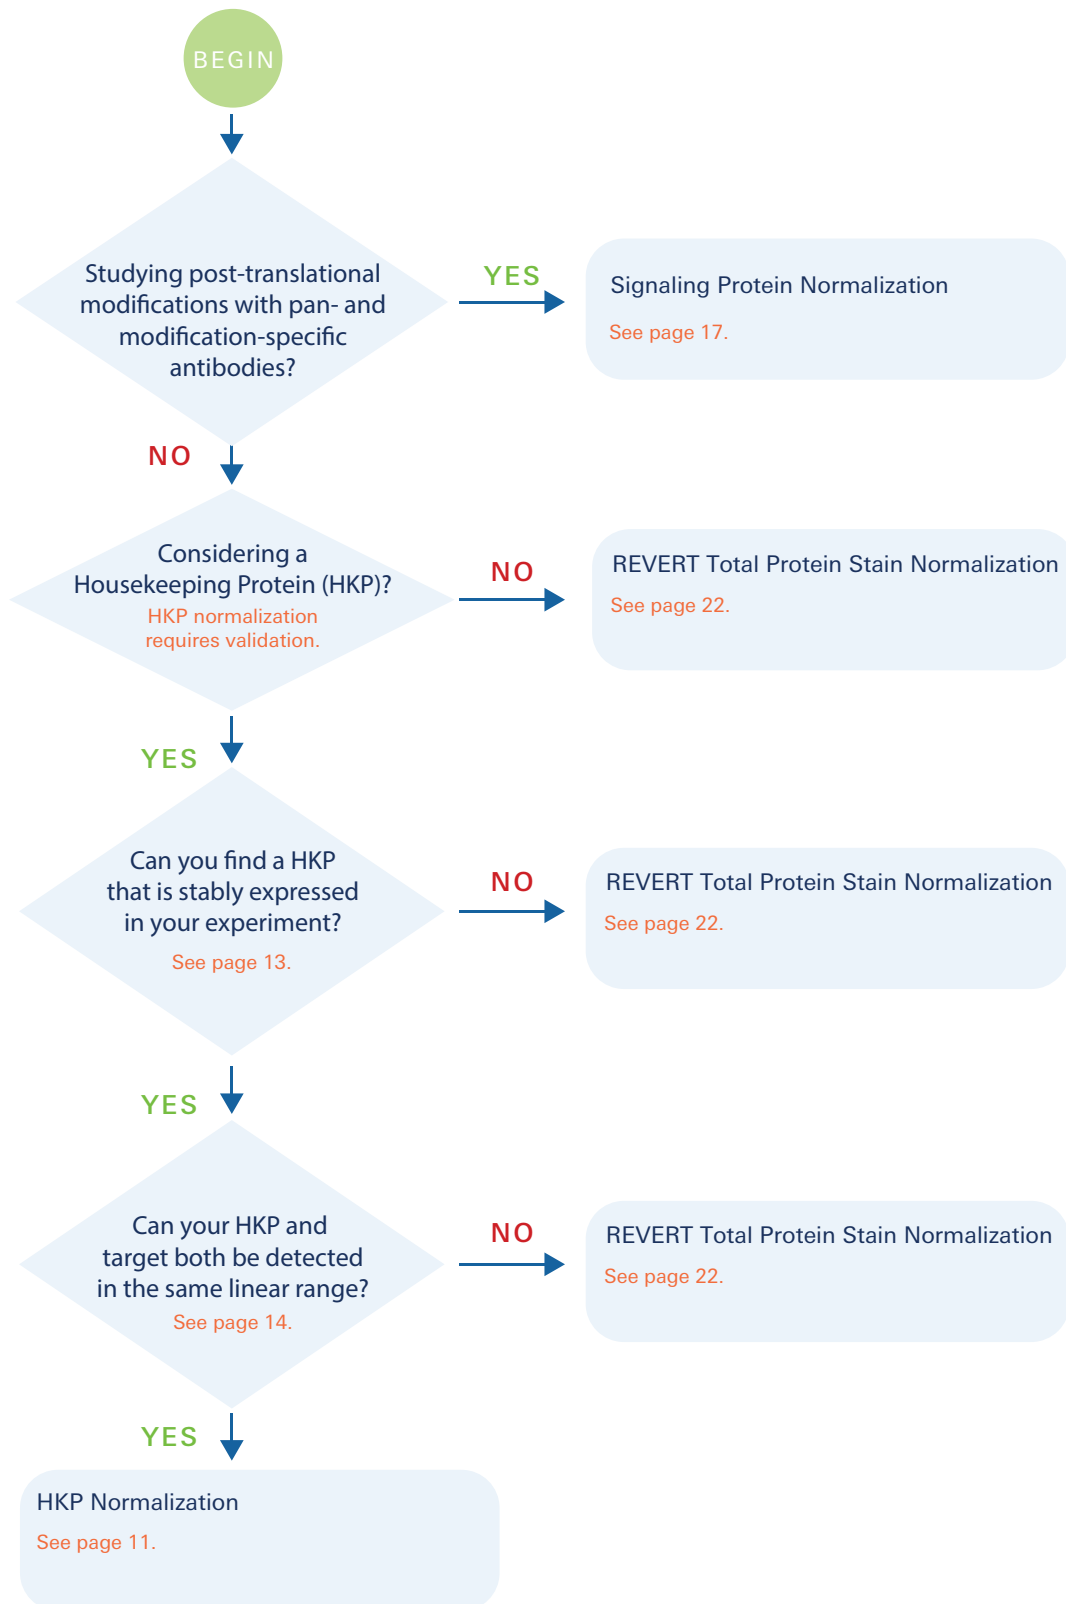 BEGIN
Studying post-translational
modifications with pan- and
modification-specific
antibodies?
YES
Signaling Protein Normalization
See page 17.
NO
Considering a
Housekeeping Protein (HKP)?
HKP normalization
requires validation.
NO
REVERT Total Protein Stain Normalization
See page 22.
YES
Can you find a HKP
that is stably expressed
in your experiment?
See page 13.
NO
REVERT Total Protein Stain Normalization
See page 22.
YES
Can your HKP and
target both be detected
in the same linear range?
See page 14.
NO
REVERT Total Protein Stain Normalization
See page 22.
YES
HKP Normalization
See page 11.